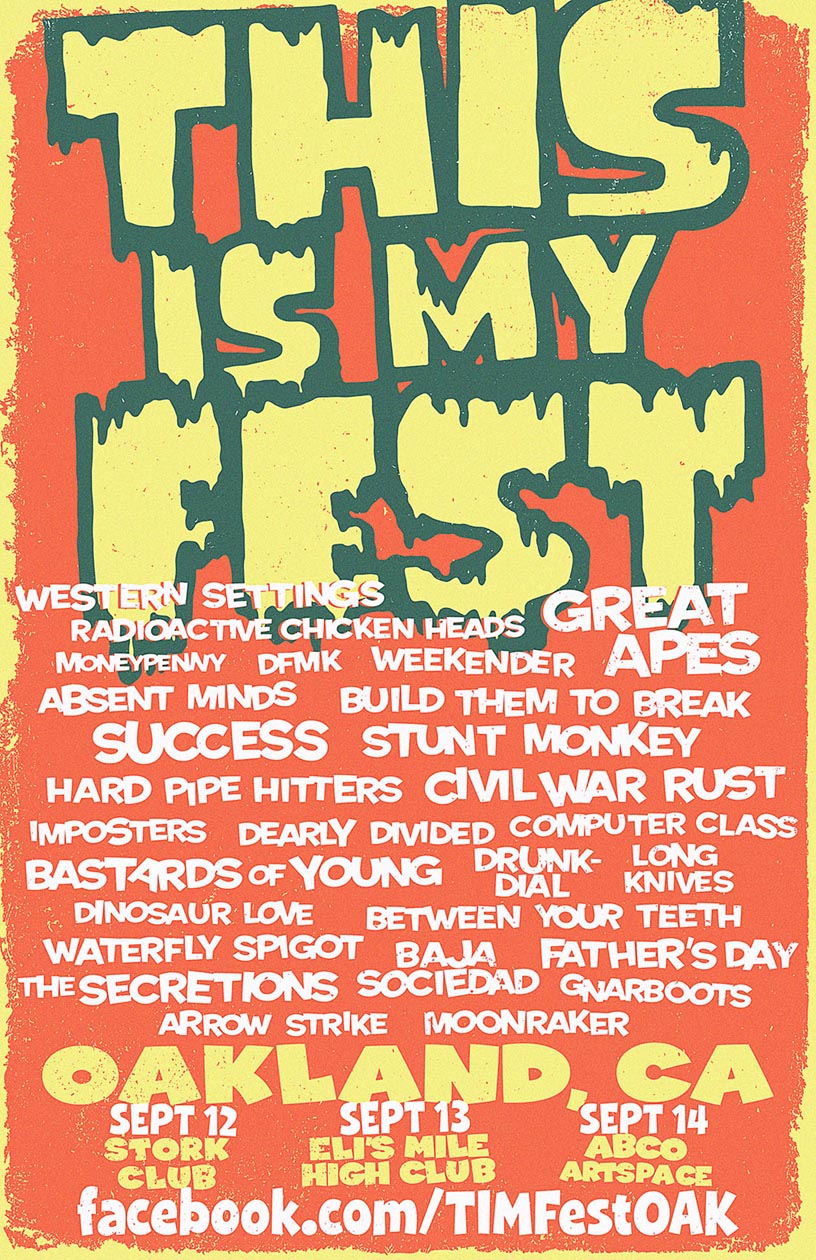 THIS
IS MY
FEST
WESTERN SETTINGS
GREAT APES
RADIOACTIVE CHICKEN HEADS
MONEYPENNY DFMK WEEKENDER
ABSENT MINDS BUILD THEM TO BREAK
SUCCESS STUNT MONKEY
HARD PIPE HITTERS CIVIL WAR RUST
IMPOSTERS DEARLY DIVIDED COMPUTER CLASS
BASTARDS OF YOUNG DRUNK-DIAL LONG KNIVES
DINOSAUR LOVE BETWEEN YOUR TEETH
WATERFLY SPIGOT BAJA FATHER'S DAY
THE SECRETIONS SOCIEDAD GNARBOOTS
ARROW STRIKE MOONRAKER
OAKLAND, CA
SEPT 12 SEPT 13 SEPT 14
STORK CLUB ELI'S MILE HIGH CLUB ABCO ARTSPACE
facebook.com/TIMFestOAK